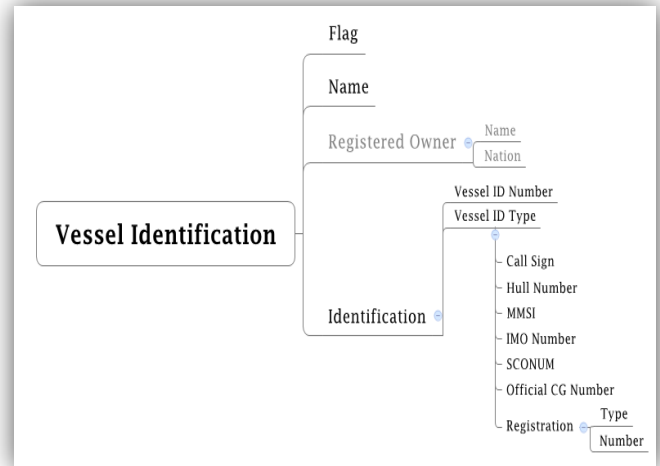 Flag
Name
Registered Owner
Name
Nation
Vessel Identification
Vessel ID Number
Vessel ID Type
Call Sign
Hull Number
MMSI
IMO Number
SCONUM
Official CG Number
Registration
Type
Number
Identification